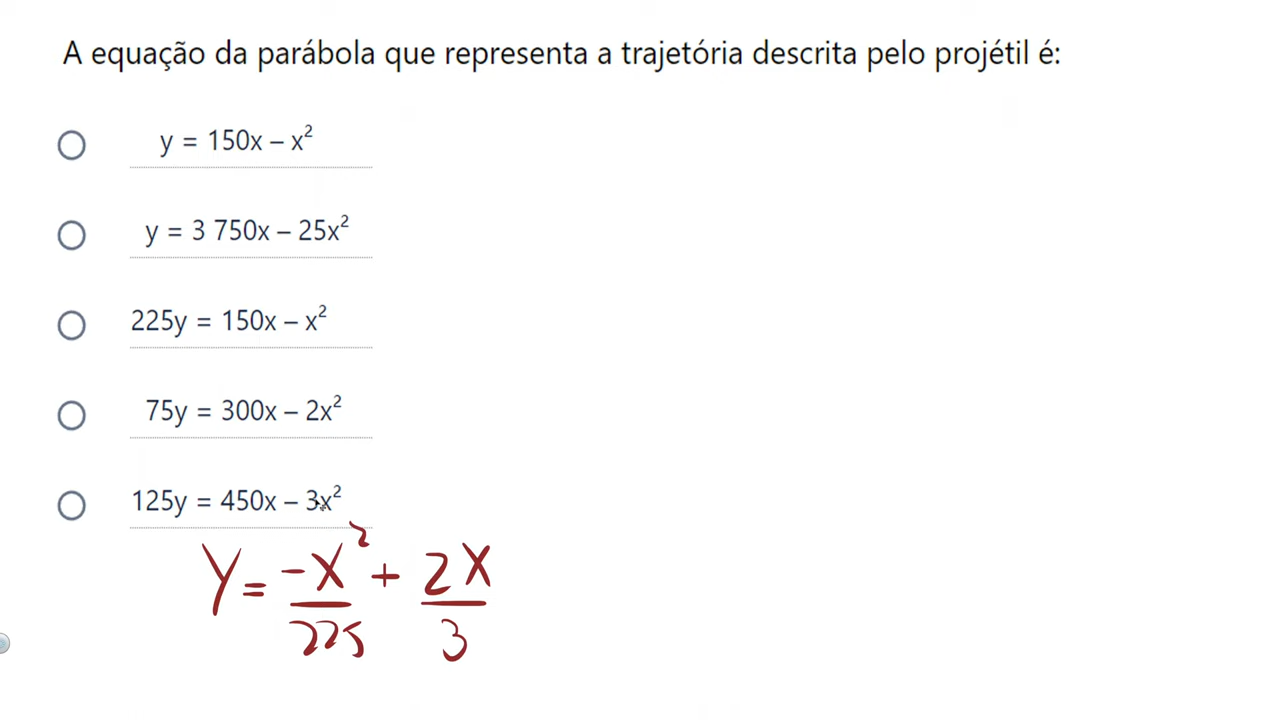 A equação da parábola que representa a trajetória descrita pelo projétil é:
y = 150x – x²
y = 3 750x – 25x²
225y = 150x – x²
75y = 300x – 2x²
125y = 450x – 3x²
Y = -X²/225 + 2X/3